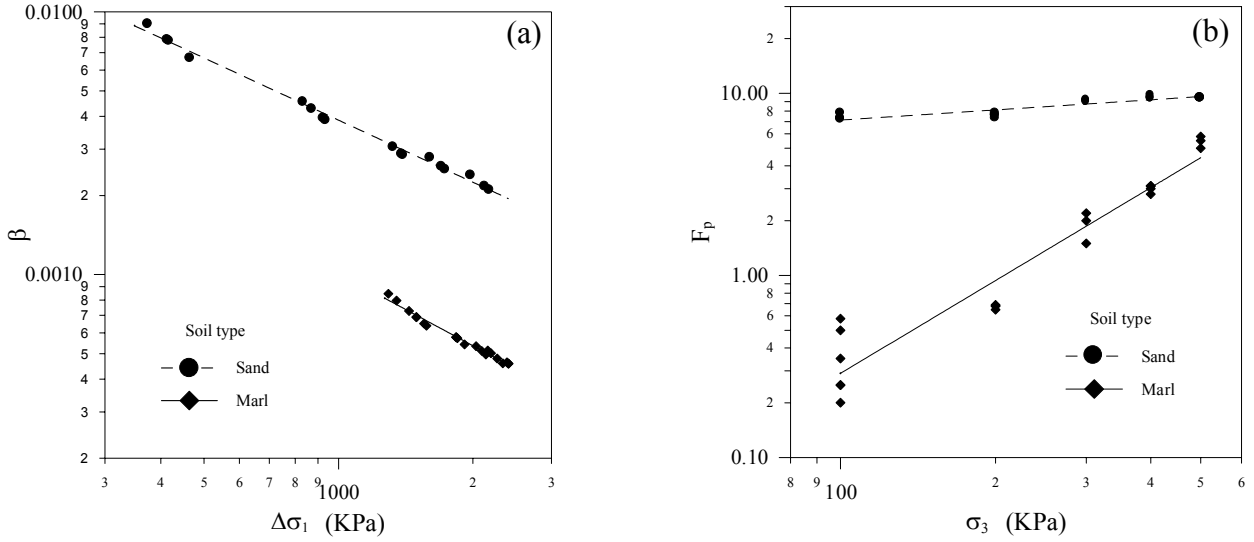 0.0100
9
8
7
6
5
4
3
2
0.0010
9
8
7
6
5
4
3
2
β
(a)
Soil type
Sand
Marl
3 4 5 6 7 8 9 1000 2 3
Δσ₁ (KPa)
2
10.00
8
6
4
2
1.00
8
6
4
2
0.10
Fₚ
(b)
Soil type
Sand
Marl
8 9 100 2 3 4 5 6
σ₃ (KPa)